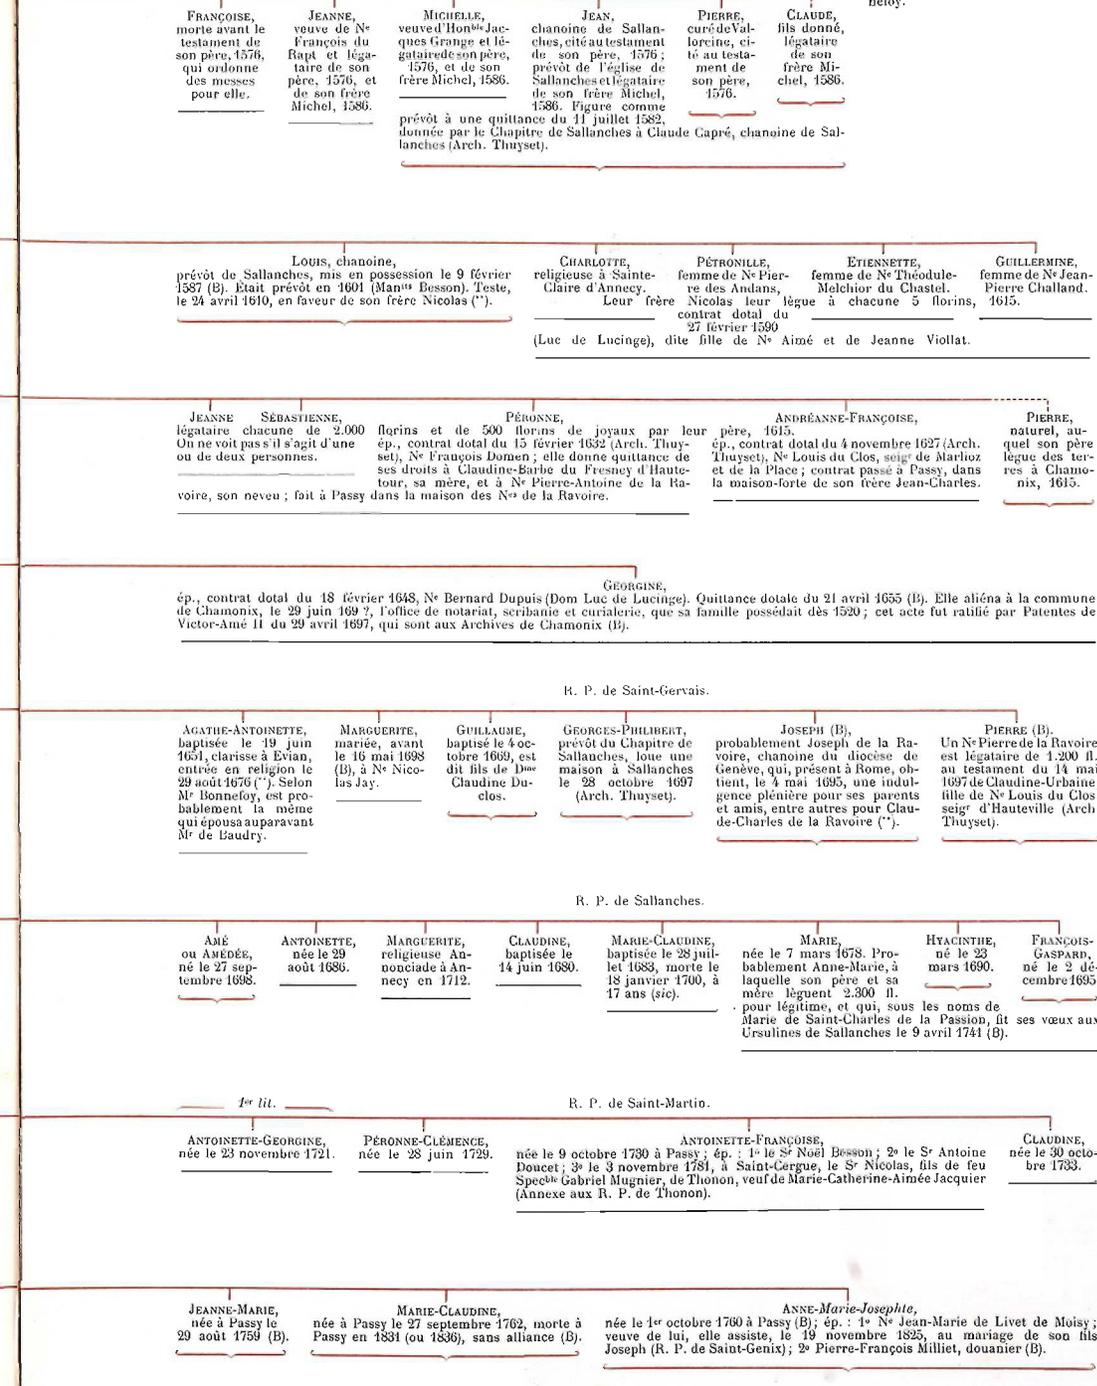 FRANÇOISE,
morte avant le
testament de
son père, 1576,
qui ordonne
des messes
pour elle.
JEANNE,
veuve de Nᵉ
François du
Rapt et léga-
taire de son
père, 1576, et
de son frère
Michel, 1586.
MICHELLE,
veuve d'Honᵇˡᵉ Jac-
ques Grange et lé-
gataire de son père,
1576, et de son
frère Michel, 1586.
JEAN,
chanoine de Sallan-
ches, cité au testament
de son père, 1576 ;
prévôt de l'église de
Sallanches et légataire
de son frère Michel,
1586. Figure comme
prévôt à une quittance du 11 juillet 1582,
donnée par le Chapitre de Sallanches à Claude Capré, chanoine de Sal-
lanches (Arch. Thuyset).
PIERRE,
curé de Val-
lorcine, ci-
té au testa-
ment de
son père,
1576.
CLAUDE,
fils donné,
légataire
de son
frère Mi-
chel, 1586.
LOUIS, chanoine,
prévôt de Sallanches, mis en possession le 9 février
1587 (B). Était prévôt en 1601 (Manⁱᵗˢ Besson). Teste,
le 24 avril 1610, en faveur de son frère Nicolas (**).
CHARLOTTE,
religieuse à Sainte-
Claire d'Annecy.
PÉTRONILLE,
femme de Nᵉ Pier-
re des Andans,
ETIENNETTE,
femme de Nᵉ Théodule-
Melchior du Chastel.
GUILLERMINE,
femme de Nᵉ Jean-
Pierre Challand.
Leur frère Nicolas leur lègue à chacune 5 florins, 1615.
contrat dotal du
27 février 1590
(Luc de Lucinge), dite fille de Nᵉ Aimé et de Jeanne Viollat.
JEANNE SÉBASTIENNE,
légataire chacune de 2.000
On ne voit pas s'il s'agit d'une
ou de deux personnes.
PÉRONNE,
florins et de 500 florins de joyaux par leur père, 1615.
ép., contrat dotal du 15 février 1632 (Arch. Thuy-
set), Nᵉ François Domen ; elle donne quittance de
ses droits à Claudine-Barbe du Fresney d'Haute-
tour, sa mère, et à Nᵉ Pierre-Antoine de la Ra-
voire, son neveu ; fait à Passy dans la maison des Nᵉˢ de la Ravoire.
ANDRÉANNE-FRANÇOISE,
ép., contrat dotal du 4 novembre 1627 (Arch.
Thuyset), Nᵉ Louis du Clos, seigʳ de Marlioz
et de la Place ; contrat passé à Passy, dans
la maison-forte de son frère Jean-Charles.
PIERRE,
naturel, au-
quel son père
lègue des ter-
res à Chamo-
nix, 1615.
GEORGINE,
ép., contrat dotal du 18 février 1648, Nᵉ Bernard Dupuis (Dom Luc de Lucinge). Quittance dotale du 21 avril 1655 (B). Elle aliéna à la commune
de Chamonix, le 29 juin 169 ?, l'office de notariat, scribanie et curialerie, que sa famille possédait dès 1520 ; cet acte fut ratifié par Patentes de
Victor-Amé II du 29 avril 1697, qui sont aux Archives de Chamonix (B).
R. P. de Saint-Gervais.
AGATHE-ANTOINETTE,
baptisée le 19 juin
1651, clarisse à Evian,
entrée en religion le
29 août 1676 (**). Selon
Mʳ Bonnefoy, est pro-
bablement la même
qui épousa auparavant
Mʳ de Baudry.
MARGUERITE,
mariée, avant
le 16 mai 1698
(B), à Nᵉ Nico-
las Jay.
GUILLAUME,
baptisé le 4 oc-
tobre 1669, est
dit fils de Dᵐᵉ
Claudine Du-
clos.
GEORGES-PHILIBERT,
prévôt du Chapitre de
Sallanches, loue une
maison à Sallanches
le 28 octobre 1697
(Arch. Thuyset).
JOSEPH (B),
probablement Joseph de la Ra-
voire, chanoine du diocèse de
Genève, qui, présent à Rome, ob-
tient, le 4 mai 1695, une indul-
gence plénière pour ses parents
et amis, entre autres pour Clau-
de-Charles de la Ravoire (**).
PIERRE (B).
Un Nᵉ Pierre de la Ravoire
est légataire de 1.200 fl.
au testament du 14 mai
1697 de Claudine-Urbaine
fille de Nᵉ Louis du Clos
seigʳ d'Hauteville (Arch
Thuyset).
R. P. de Sallanches.
AMÉ
ou AMÉDÉE,
né le 27 sep-
tembre 1698.
ANTOINETTE,
née le 29
août 1686.
MARGUERITE,
religieuse An-
nonciade à An-
necy en 1712.
CLAUDINE,
baptisée le
14 juin 1680.
MARIE-CLAUDINE,
baptisée le 28 juil-
let 1683, morte le
18 janvier 1700, à
17 ans (sic).
MARIE,
née le 7 mars 1678. Pro-
bablement Anne-Marie, à
laquelle son père et sa
mère lèguent 2.300 fl.
pour légitime, et qui, sous les noms de
Marie de Saint-Charles de la Passion, fit ses vœux aux
Ursulines de Sallanches le 9 avril 1741 (B).
HYACINTHE,
né le 23
mars 1690.
FRANÇOIS-
GASPARD,
né le 2 dé-
cembre 1695
1ᵉʳ lit.
R. P. de Saint-Martin.
ANTOINETTE-GEORGINE,
née le 23 novembre 1721.
PÉRONNE-CLÉMENCE,
née le 28 juin 1729.
ANTOINETTE-FRANÇOISE,
née le 9 octobre 1730 à Passy ; ép. : 1º le Sʳ Noël Besson ; 2º le Sʳ Antoine
Doucet ; 3º le 3 novembre 1781, à Saint-Cergue, le Sʳ Nicolas, fils de feu
Specᵇˡᵉ Gabriel Mugnier, de Thonon, veuf de Marie-Catherine-Aimée Jacquier
(Annexe aux R. P. de Thonon).
CLAUDINE,
née le 30 octo-
bre 1733.
JEANNE-MARIE,
née à Passy le
29 août 1759 (B).
MARIE-CLAUDINE,
née à Passy le 27 septembre 1762, morte à
Passy en 1831 (ou 1836), sans alliance (B).
ANNE-Marie-Josephte,
née le 1ᵉʳ octobre 1760 à Passy (B) ; ép. : 1º Nᵉ Jean-Marie de Livet de Moisy ;
veuve de lui, elle assiste, le 19 novembre 1825, au mariage de son fils
Joseph (R. P. de Saint-Genix) ; 2º Pierre-François Milliet, douanier (B).